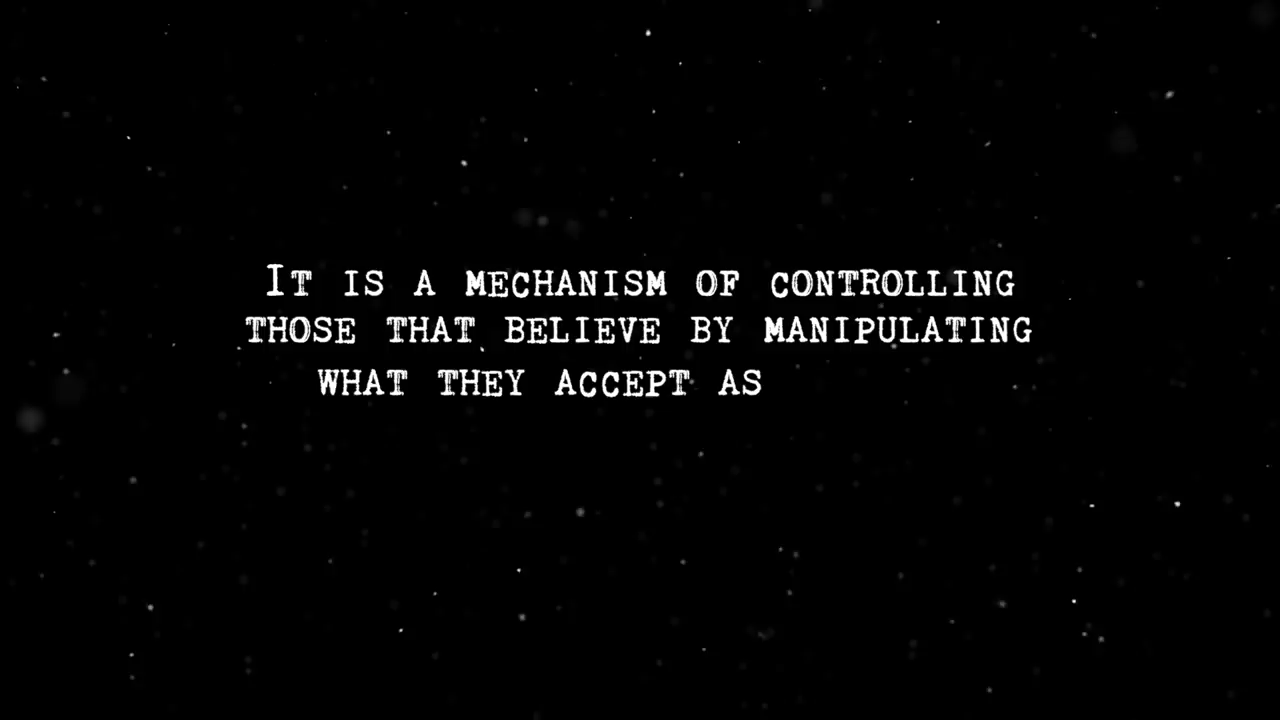 It is a mechanism of controlling
those that believe by manipulating
what they accept as